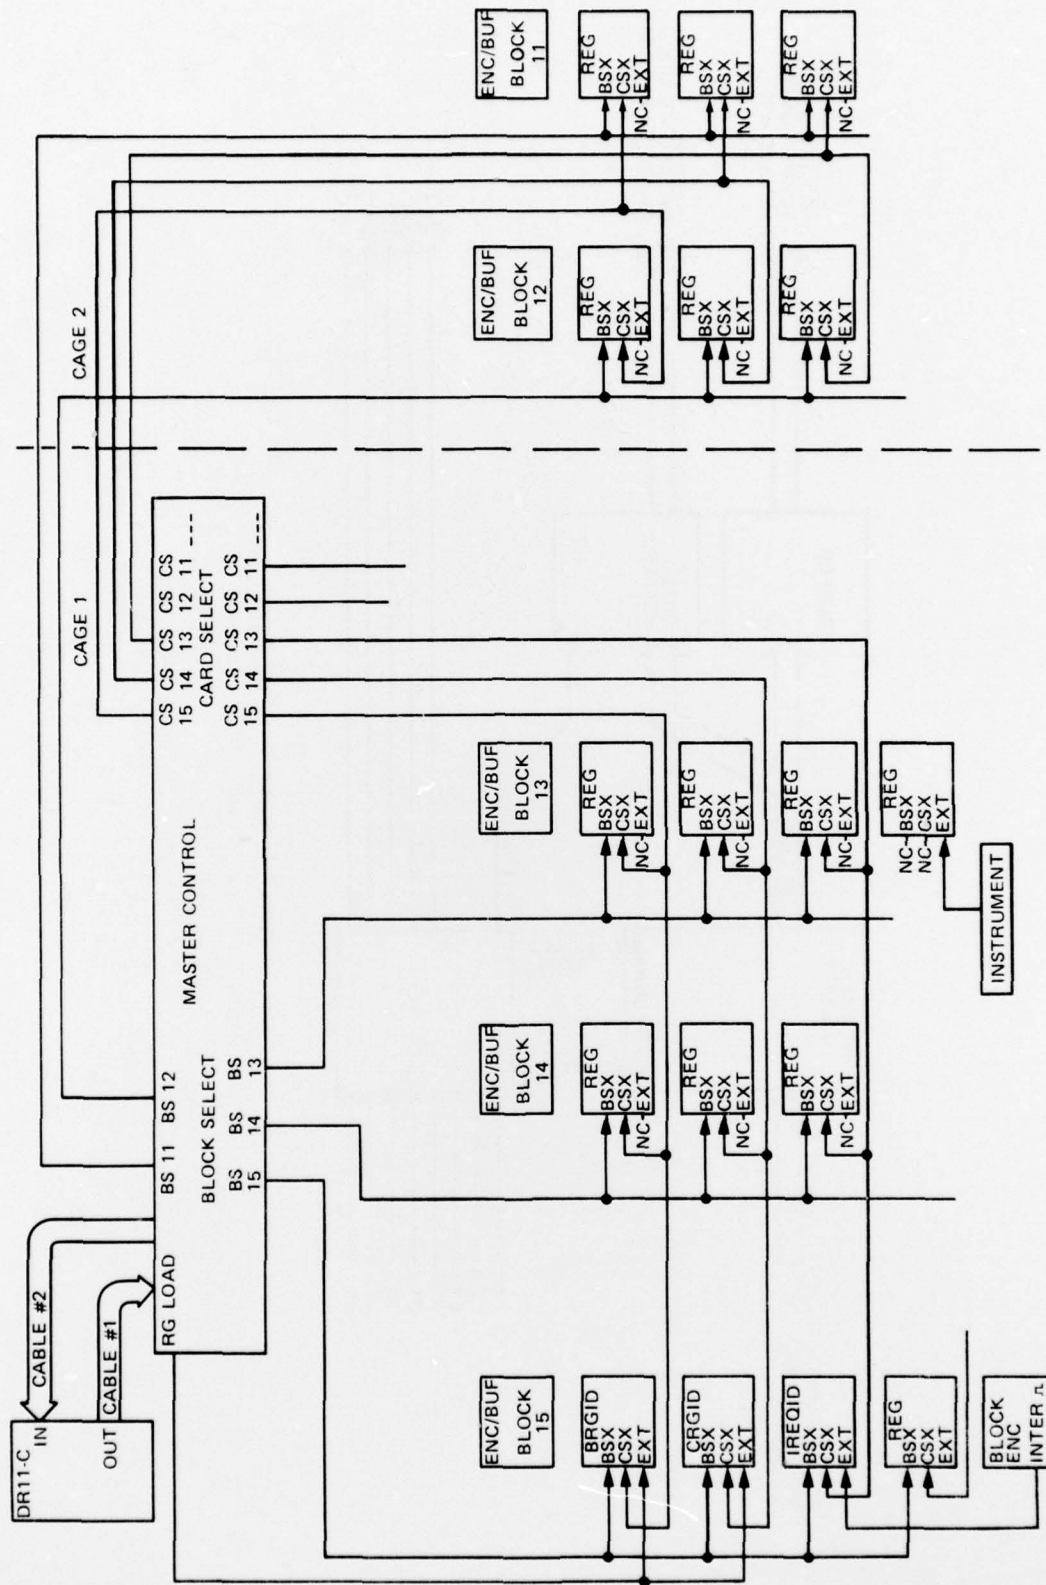 DR11-C
IN
OUT
CABLE #2
CABLE #1
RG LOAD
BS 11
BS 12
BLOCK SELECT
BS
15
BS
14
BS
13
MASTER CONTROL
CAGE 1
CAGE 2
CS
15
CS
14
CS
13
CS
12
CS
11
---
CARD SELECT
CS
15
CS
14
CS
13
CS
12
CS
11
---
ENC/BUF
BLOCK
15
BRGID
BSX
CSX
EXT
CRGID
BSX
CSX
EXT
IREQID
BSX
CSX
EXT
REG
BSX
CSX
EXT
BLOCK
ENC
INTER
ENC/BUF
BLOCK
14
REG
BSX
CSX
NC-EXT
REG
BSX
CSX
NC-EXT
REG
BSX
CSX
NC-EXT
ENC/BUF
BLOCK
13
REG
BSX
CSX
NC-EXT
REG
BSX
CSX
NC-EXT
REG
BSX
CSX
NC-EXT
REG
NC-BSX
NC-CSX
EXT
INSTRUMENT
ENC/BUF
BLOCK
12
REG
BSX
CSX
NC-EXT
REG
BSX
CSX
NC-EXT
REG
BSX
CSX
NC-EXT
ENC/BUF
BLOCK
11
REG
BSX
CSX
NC-EXT
REG
BSX
CSX
NC-EXT
REG
BSX
CSX
NC-EXT